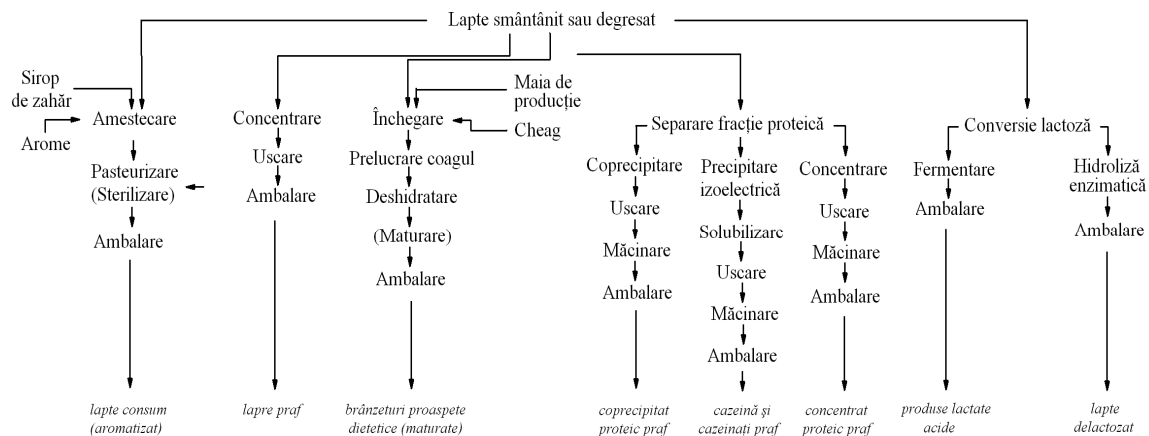 Lapte smântânit sau degresat
Sirop
de zahăr
Arome
Amestecare
Pasteurizare
(Sterilizare)
Ambalare
lapte consum
(aromatizat)
Concentrare
Uscare
Ambalare
lapre praf
Maia de
producție
Cheag
Închegare
Prelucrare coagul
Deshidratare
(Maturare)
Ambalare
brânzeturi proaspete
dietetice (maturate)
Separare fracție proteică
Coprecipitare
Uscare
Măcinare
Ambalare
coprecipitat
proteic praf
Precipitare
izoelectrică
Solubilizarc
Uscare
Măcinare
Ambalare
cazeină și
cazeinați praf
Concentrare
Uscare
Măcinare
Ambalare
concentrat
proteic praf
Conversie lactoză
Fermentare
Ambalare
produse lactate
acide
Hidroliză
enzimatică
Ambalare
lapte
delactozat